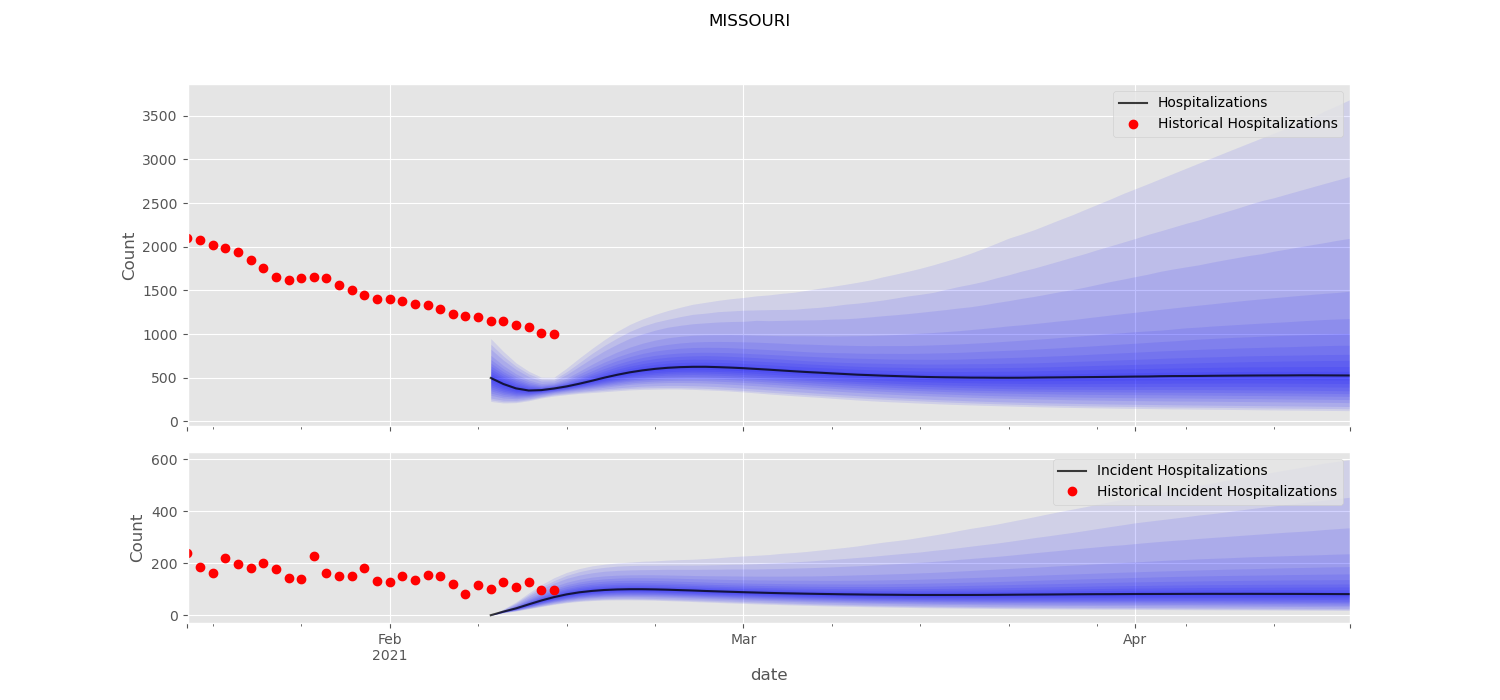 MISSOURI
Hospitalizations
Historical Hospitalizations
Count
3500
3000
2500
2000
1500
1000
500
0
Incident Hospitalizations
Historical Incident Hospitalizations
Count
600
400
200
0
Feb
2021
Mar
Apr
date